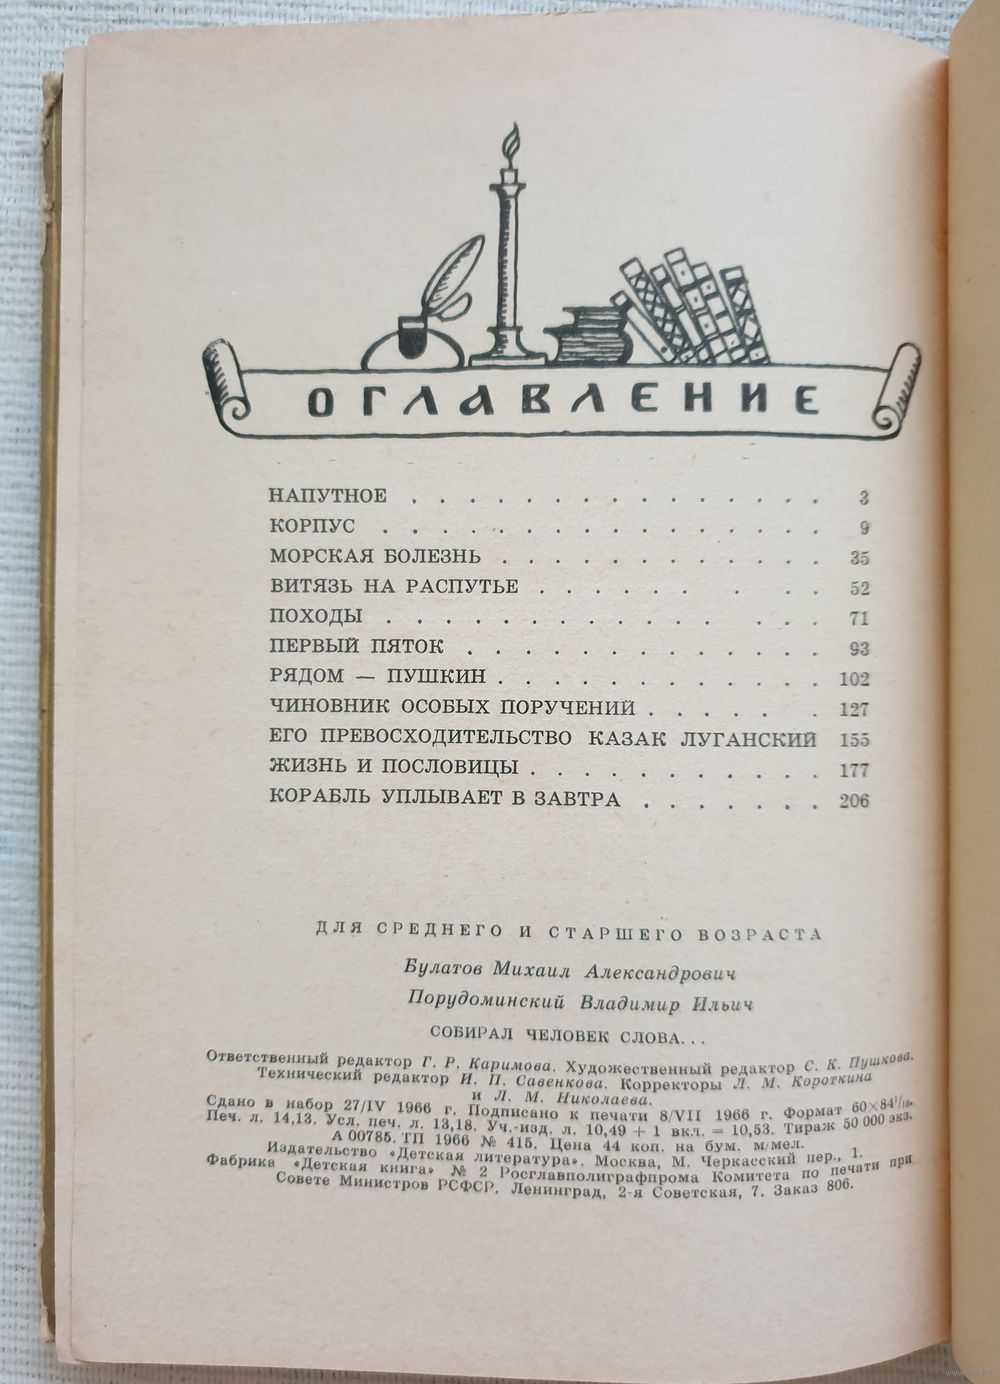 ОГЛАВЛЕНИЕ
НАПУТНОЕ . . . . . . . . . . . . . . . 3
КОРПУС . . . . . . . . . . . . . . . . 9
МОРСКАЯ БОЛЕЗНЬ . . . . . . . . . . . . 35
ВИТЯЗЬ НА РАСПУТЬЕ . . . . . . . . . 52
ПОХОДЫ . . . . . . . . . . . . . . . 71
ПЕРВЫЙ ПЯТОК . . . . . . . . . . . . . 93
РЯДОМ — ПУШКИН . . . . . . . . . . . . 102
ЧИНОВНИК ОСОБЫХ ПОРУЧЕНИЙ . . . . . . 127
ЕГО ПРЕВОСХОДИТЕЛЬСТВО КАЗАК ЛУГАНСКИЙ 155
ЖИЗНЬ И ПОСЛОВИЦЫ . . . . . . . . . . . 177
КОРАБЛЬ УПЛЫВАЕТ В ЗАВТРА . . . . . . . 206
ДЛЯ СРЕДНЕГО И СТАРШЕГО ВОЗРАСТА
Булатов Михаил Александрович
Порудоминский Владимир Ильич
СОБИРАЛ ЧЕЛОВЕК СЛОВА...
Ответственный редактор Г. Р. Каримова. Художественный редактор С. К. Пушкова.
Технический редактор И. П. Савенкова. Корректоры Л. М. Короткина
и Л. М. Николаева.
Сдано в набор 27/IV 1966 г. Подписано к печати 8/VII 1966 г. Формат 60×84¹/₁₆.
Печ. л. 14,13. Усл. печ. л. 13,18. Уч.-изд. л. 10,49 + 1 вкл. = 10,53. Тираж 50 000 экз.
А 00785. ТП 1966 № 415. Цена 44 коп. на бум. м/мел.
Издательство «Детская литература». Москва, М. Черкасский пер., 1.
Фабрика «Детская книга» № 2 Росглавполиграфпрома Комитета по печати при
Совете Министров РСФСР. Ленинград, 2-я Советская, 7. Заказ 806.